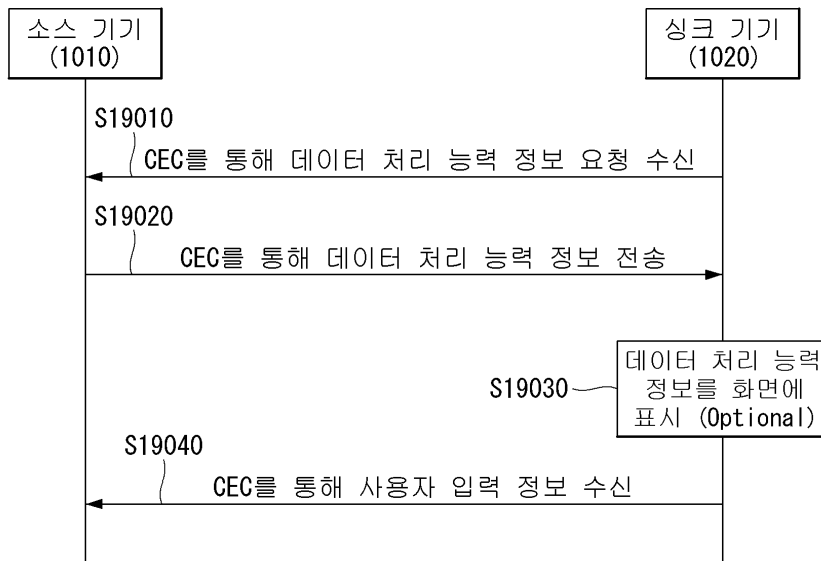 소스 기기
(1010)
싱크 기기
(1020)
S19010
CEC를 통해 데이터 처리 능력 정보 요청 수신
S19020
CEC를 통해 데이터 처리 능력 정보 전송
데이터 처리 능력
정보를 화면에
표시 (Optional)
S19030
S19040
CEC를 통해 사용자 입력 정보 수신